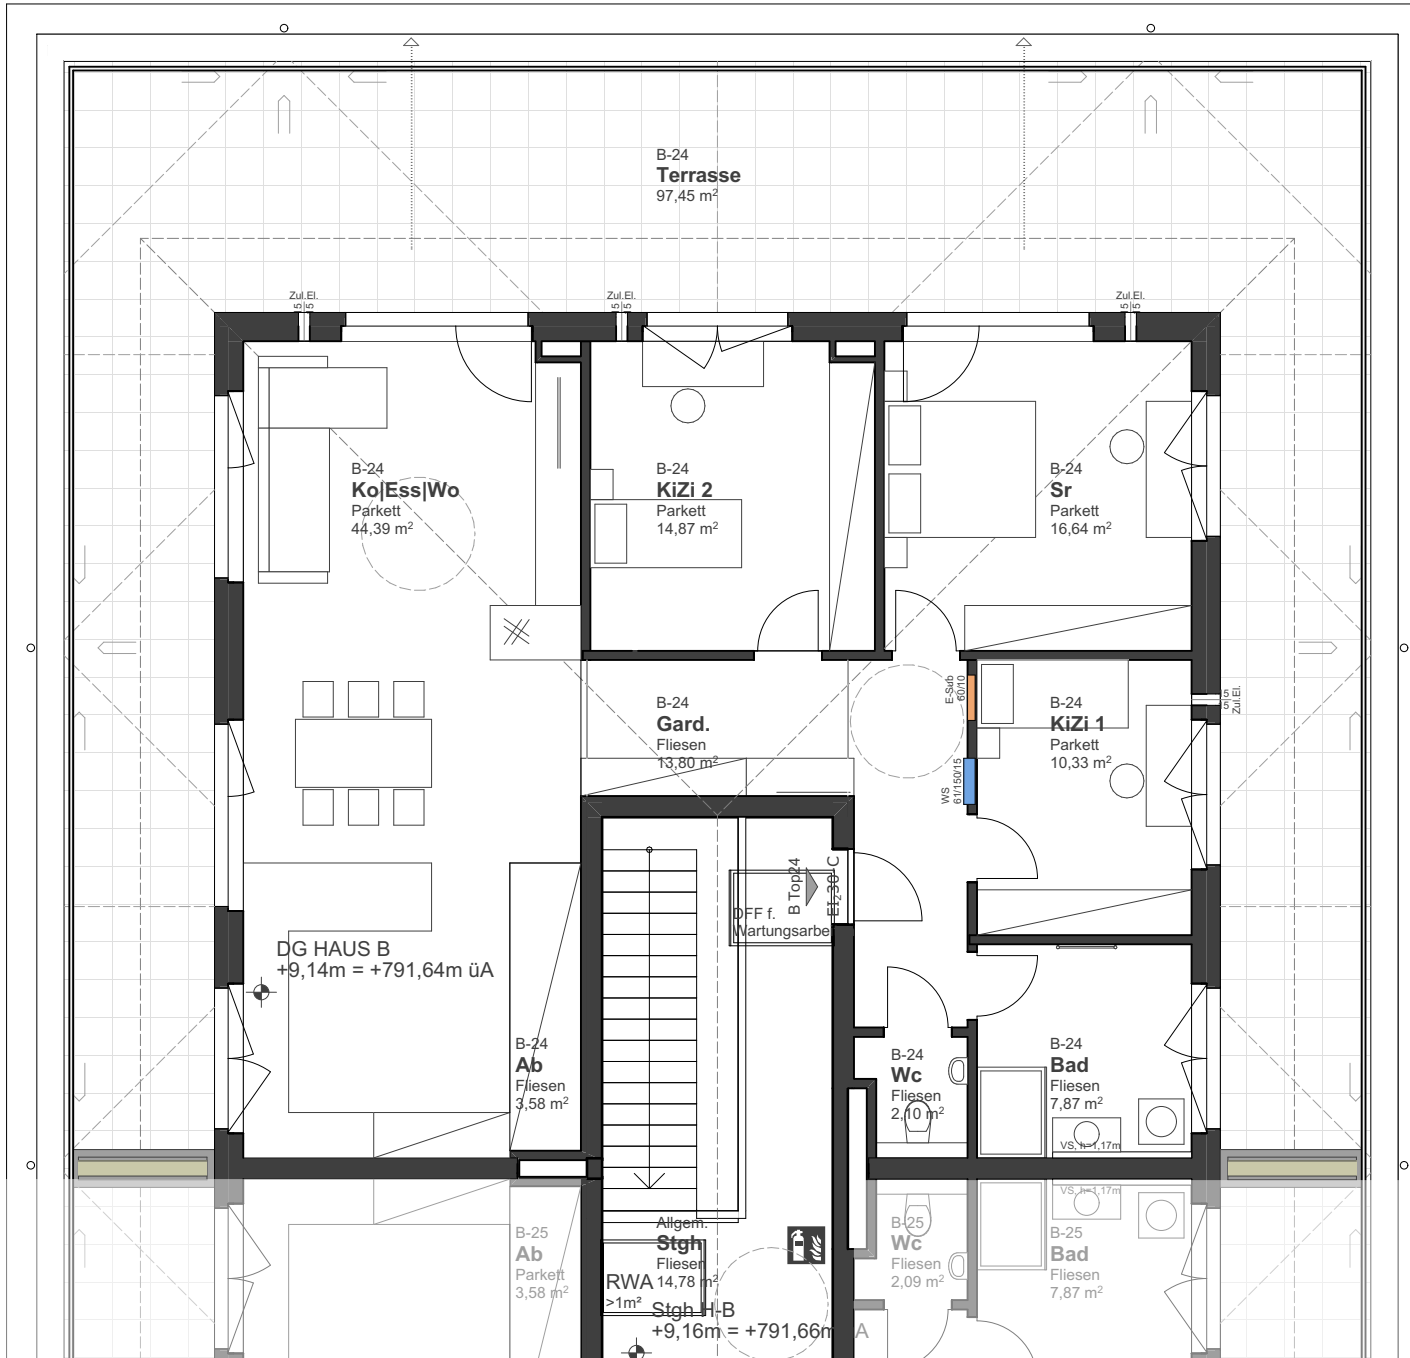 B-24
Terrasse
97,45 m²
Zul.El.
5
5
Zul.El.
5
5
Zul.El.
5
5
B-24
Ko|Ess|Wo
Parkett
44,39 m²
B-24
KiZi 2
Parkett
14,87 m²
B-24
Sr
Parkett
16,64 m²
B-24
Gard.
Fliesen
13,80 m²
E-Sub
60/10
WS
61/150/15
B-24
KiZi 1
Parkett
10,33 m²
5
5
Zul.El.
DFF f.
Wartungsarbe
B Top24
EI₂30-C
DG HAUS B
+9,14m = +791,64m üA
B-24
Ab
Fliesen
3,58 m²
B-24
Wc
Fliesen
2,10 m²
B-24
Bad
Fliesen
7,87 m²
VS, h=1,17m
VS, h=1,17m
B-25
Ab
Parkett
3,58 m²
Allgem.
Stgh
Fliesen
14,78 m²
RWA
>1m²
Stgh H-B
+9,16m = +791,66m A
B-25
Wc
Fliesen
2,09 m²
B-25
Bad
Fliesen
7,87 m²